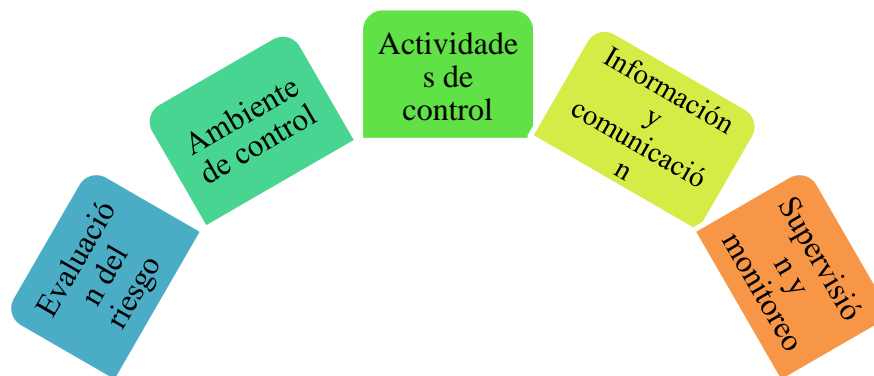 Evaluació
n del
riesgo
Ambiente
de control
Actividade
s de
control
Información
y
comunicació
n
Supervisió
n y
monitoreo